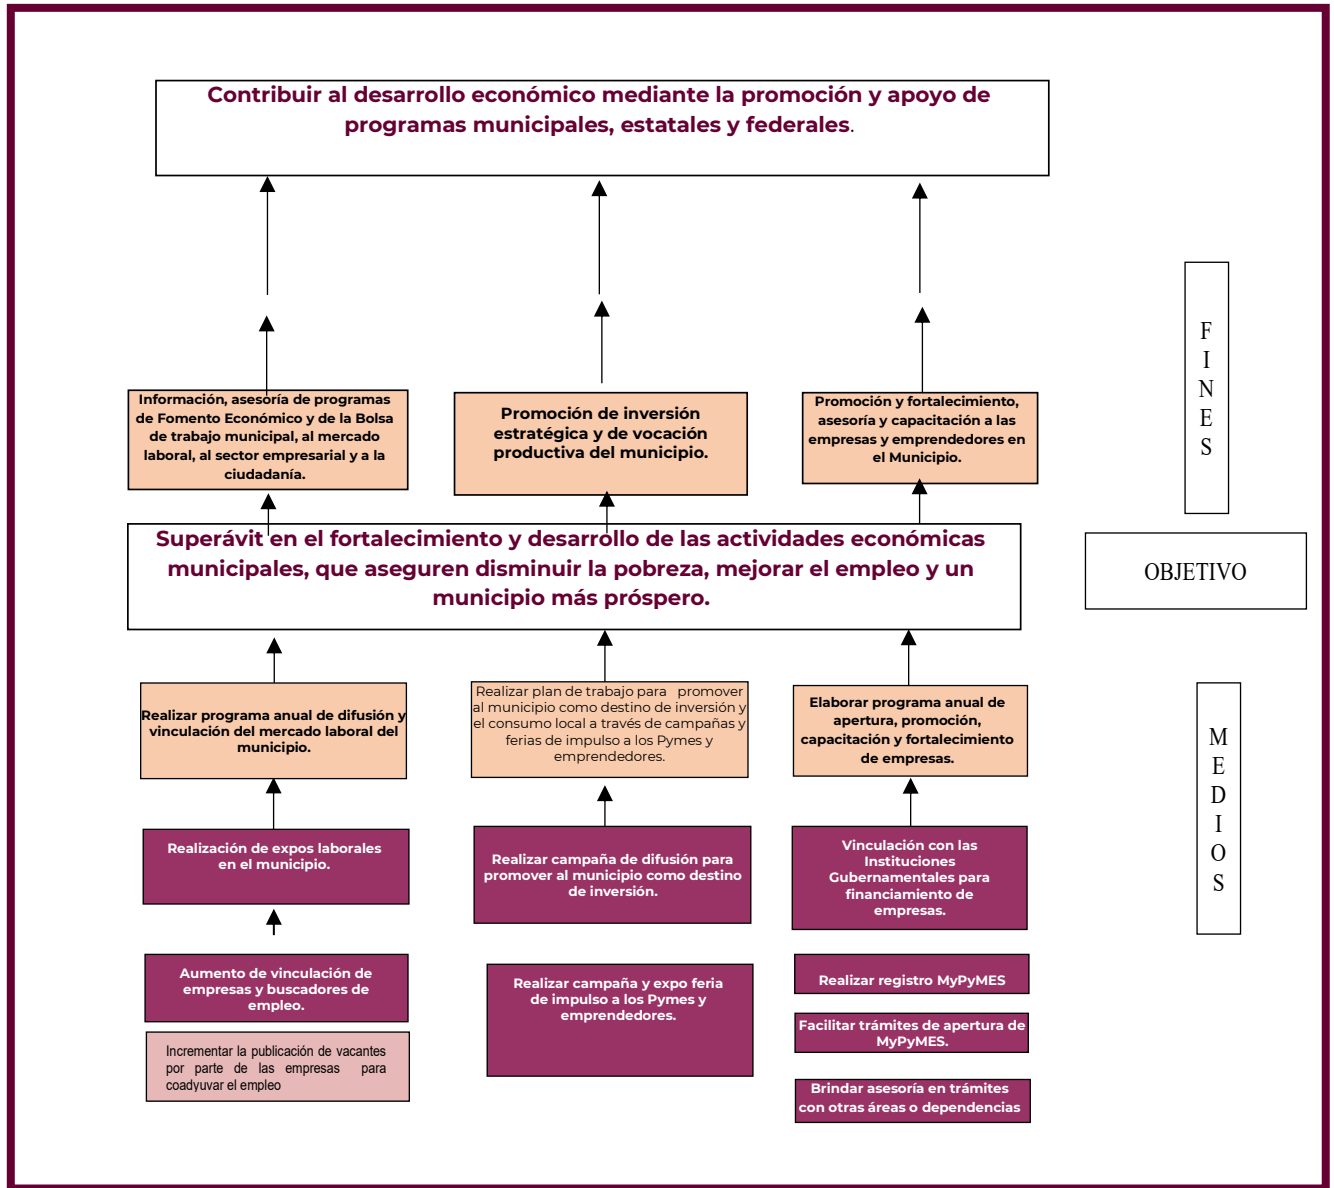 Contribuir al desarrollo económico mediante la promoción y apoyo de
programas municipales, estatales y federales.
Información, asesoría de programas
de Fomento Económico y de la Bolsa
de trabajo municipal, al mercado
laboral, al sector empresarial y a la
ciudadanía.
Promoción de inversión
estratégica y de vocación
productiva del municipio.
Promoción y fortalecimiento,
asesoría y capacitación a las
empresas y emprendedores en
el Municipio.
F
I
N
E
S
Superávit en el fortalecimiento y desarrollo de las actividades económicas
municipales, que aseguren disminuir la pobreza, mejorar el empleo y un
municipio más próspero.
OBJETIVO
Realizar programa anual de difusión y
vinculación del mercado laboral del
municipio.
Realizar plan de trabajo para promover
al municipio como destino de inversión y
el consumo local a través de campañas y
ferias de impulso a los Pymes y
emprendedores.
Elaborar programa anual de
apertura, promoción,
capacitación y fortalecimiento
de empresas.
M
E
D
I
O
S
Realización de expos laborales
en el municipio.
Realizar campaña de difusión para
promover al municipio como destino
de inversión.
Vinculación con las
Instituciones
Gubernamentales para
financiamiento de
empresas.
Aumento de vinculación de
empresas y buscadores de
empleo.
Realizar campaña y expo feria
de impulso a los Pymes y
emprendedores.
Realizar registro MyPyMES
Facilitar trámites de apertura de
MyPyMES.
Incrementar la publicación de vacantes
por parte de las empresas para
coadyuvar el empleo
Brindar asesoría en trámites
con otras áreas o dependencias